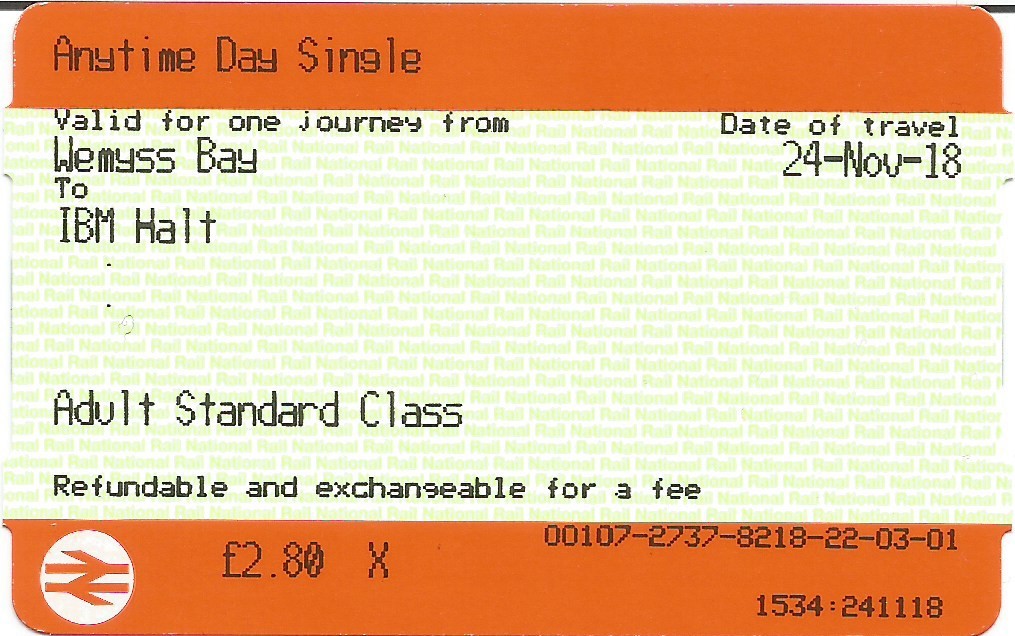 Anytime Day Single
Valid for one journey from
Date of travel
Wemyss Bay
24-Nov-18
To
IBM Halt
Adult Standard Class
Refundable and exchangeable for a fee
00107-2737-8218-22-03-01
£2.80 X
1534:241118